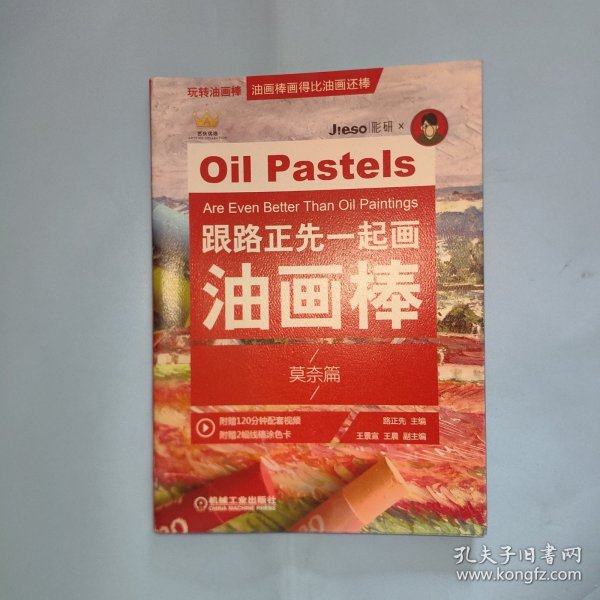 玩转油画棒 油画棒画得比油画还棒
Jieso 彤研 ×
Oil Pastels
Are Even Better Than Oil Paintings
跟路正先一起画
油画棒
莫奈篇
附赠120分钟配套视频
附赠2幅线稿涂色卡
路正先 主编
王景富 王晨 副主编
机械工业出版社
CHINA MACHINE PRESS
孔夫子旧书网
www.kongfz.com